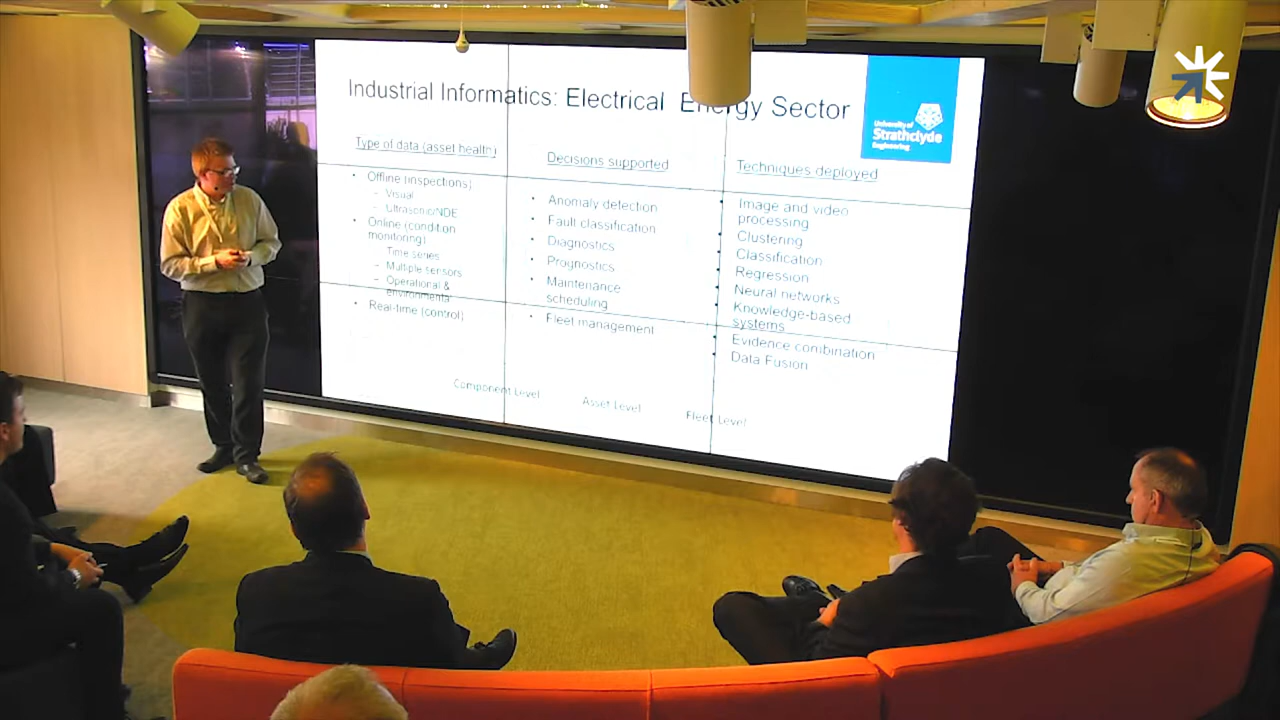 Industrial Informatics: Electrical Energy Sector
University of
Strathclyde
Engineering
Type of data (asset health)
• Offline (inspections)
– Visual
– Ultrasonic/NDE
• Online (condition
monitoring)
Time series
– Multiple sensors
– Operational &
environmental
• Real-time (control)
Decisions supported
• Anomaly detection
• Fault classification
• Diagnostics
• Prognostics
• Maintenance
scheduling
• Fleet management
Techniques deployed
• Image and video
processing
• Clustering
• Classification
• Regression
• Neural networks
• Knowledge-based
systems
• Evidence combination
• Data Fusion
Component Level
Asset Level
Fleet Level